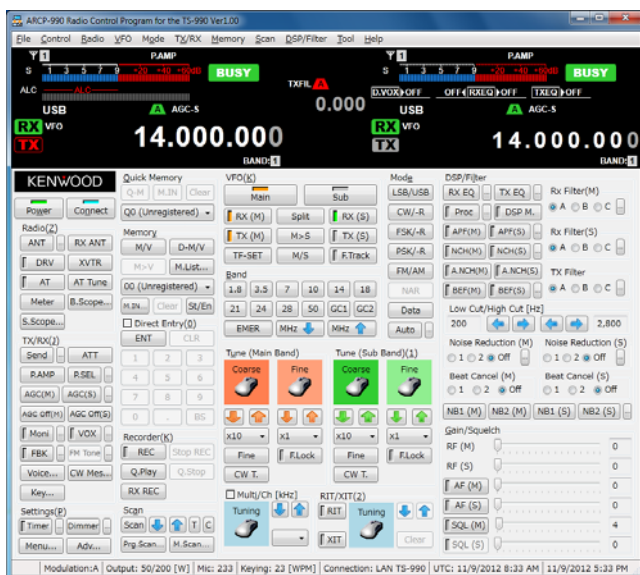 ARCP-990 Radio Control Program for the TS-990 Ver1.00
File Control Radio VFO Mode TX/RX Memory Scan DSP/Filter Tool Help
1 P.AMP 1 P.AMP
S 1 3 5 7 9 +20 +40 +60dB BUSY S 1 3 5 7 9 +20 +40 +60dB BUSY
ALC ALC TXFIL A D.VOX OFF OFF RXEQ OFF TXEQ OFF
0.000
USB A AGC-S USB A AGC-S
RX VFO 14.000.000 RX VFO 14.000.000
TX TX
BAND:1 BAND:1
KENWOOD
Power Connect
Radio(Z)
ANT .. RX ANT
DRV XVTR
AT AT Tune
Meter B.Scope...
S.Scope...
TX/RX(J)
Send .. ATT
P.AMP P.SEL ..
AGC(M) AGC(S) ..
AGC Off(M) AGC Off(S)
Moni .. VOX ..
FBK .. FM Tone ..
Voice... CW Mes...
Key...
Settings(P)
Timer .. Dimmer ..
Menu... Adv...
Quick Memory
Q-M M.IN Clear
Q0 (Unregistered)
Memory
M/V D-M/V
M>V M.List...
00 (Unregistered)
M.IN... Clear St/En
Direct Entry(0)
ENT CLR
1 2 3
4 5 6
7 8 9
0 . BS
Recorder(K)
REC Stop REC
Q.Play Q.Stop
RX REC
Scan
Scan T C
Prg.Scan... M.Scan...
VFO(K)
Main Sub
RX (M) Split RX (S)
TX (M) M>S TX (S)
TF-SET M/S F.Track
Band
1.8 3.5 7 10 14 18
21 24 28 50 GC1 GC2
EMER MHz MHz
Tune (Main Band) Tune (Sub Band)(1)
Coarse Fine Coarse Fine
x10 x1 x10 x1
Fine F.Lock Fine F.Lock
CW T. CW T.
Multi/Ch [kHz] RIT/XIT(2)
Tuning RIT Tuning
XIT Clear
Mode
LSB/USB
CW/-R
FSK/-R
PSK/-R
FM/AM
NAR
Data
Auto ..
DSP/Filter
RX EQ .. TX EQ .. Rx Filter(M)
Proc .. DSP M. A B C
APF(M) APF(S) .. Rx Filter(S)
NCH(M) NCH(S) .. A B C
A.NCH(M) A.NCH(S) TX Filter
BEF(M) BEF(S) .. A B C
Low Cut/High Cut [Hz]
200 2,800
Noise Reduction (M) Noise Reduction (S)
1 2 Off 1 2 Off
Beat Cancel (M) Beat Cancel (S)
1 2 Off 1 2 Off
NB1 (M) NB2 (M) NB1 (S) NB2 (S) ..
Gain/Squelch
RF (M) 0
RF (S) 0
AF (M) 0
AF (S) 0
SQL (M) 4
SQL (S) 0
Modulation:A Output: 50/200 [W] Mic: 233 Keying: 23 [WPM] Connection: LAN TS-990 UTC: 11/9/2012 8:33 AM 11/9/2012 5:33 PM